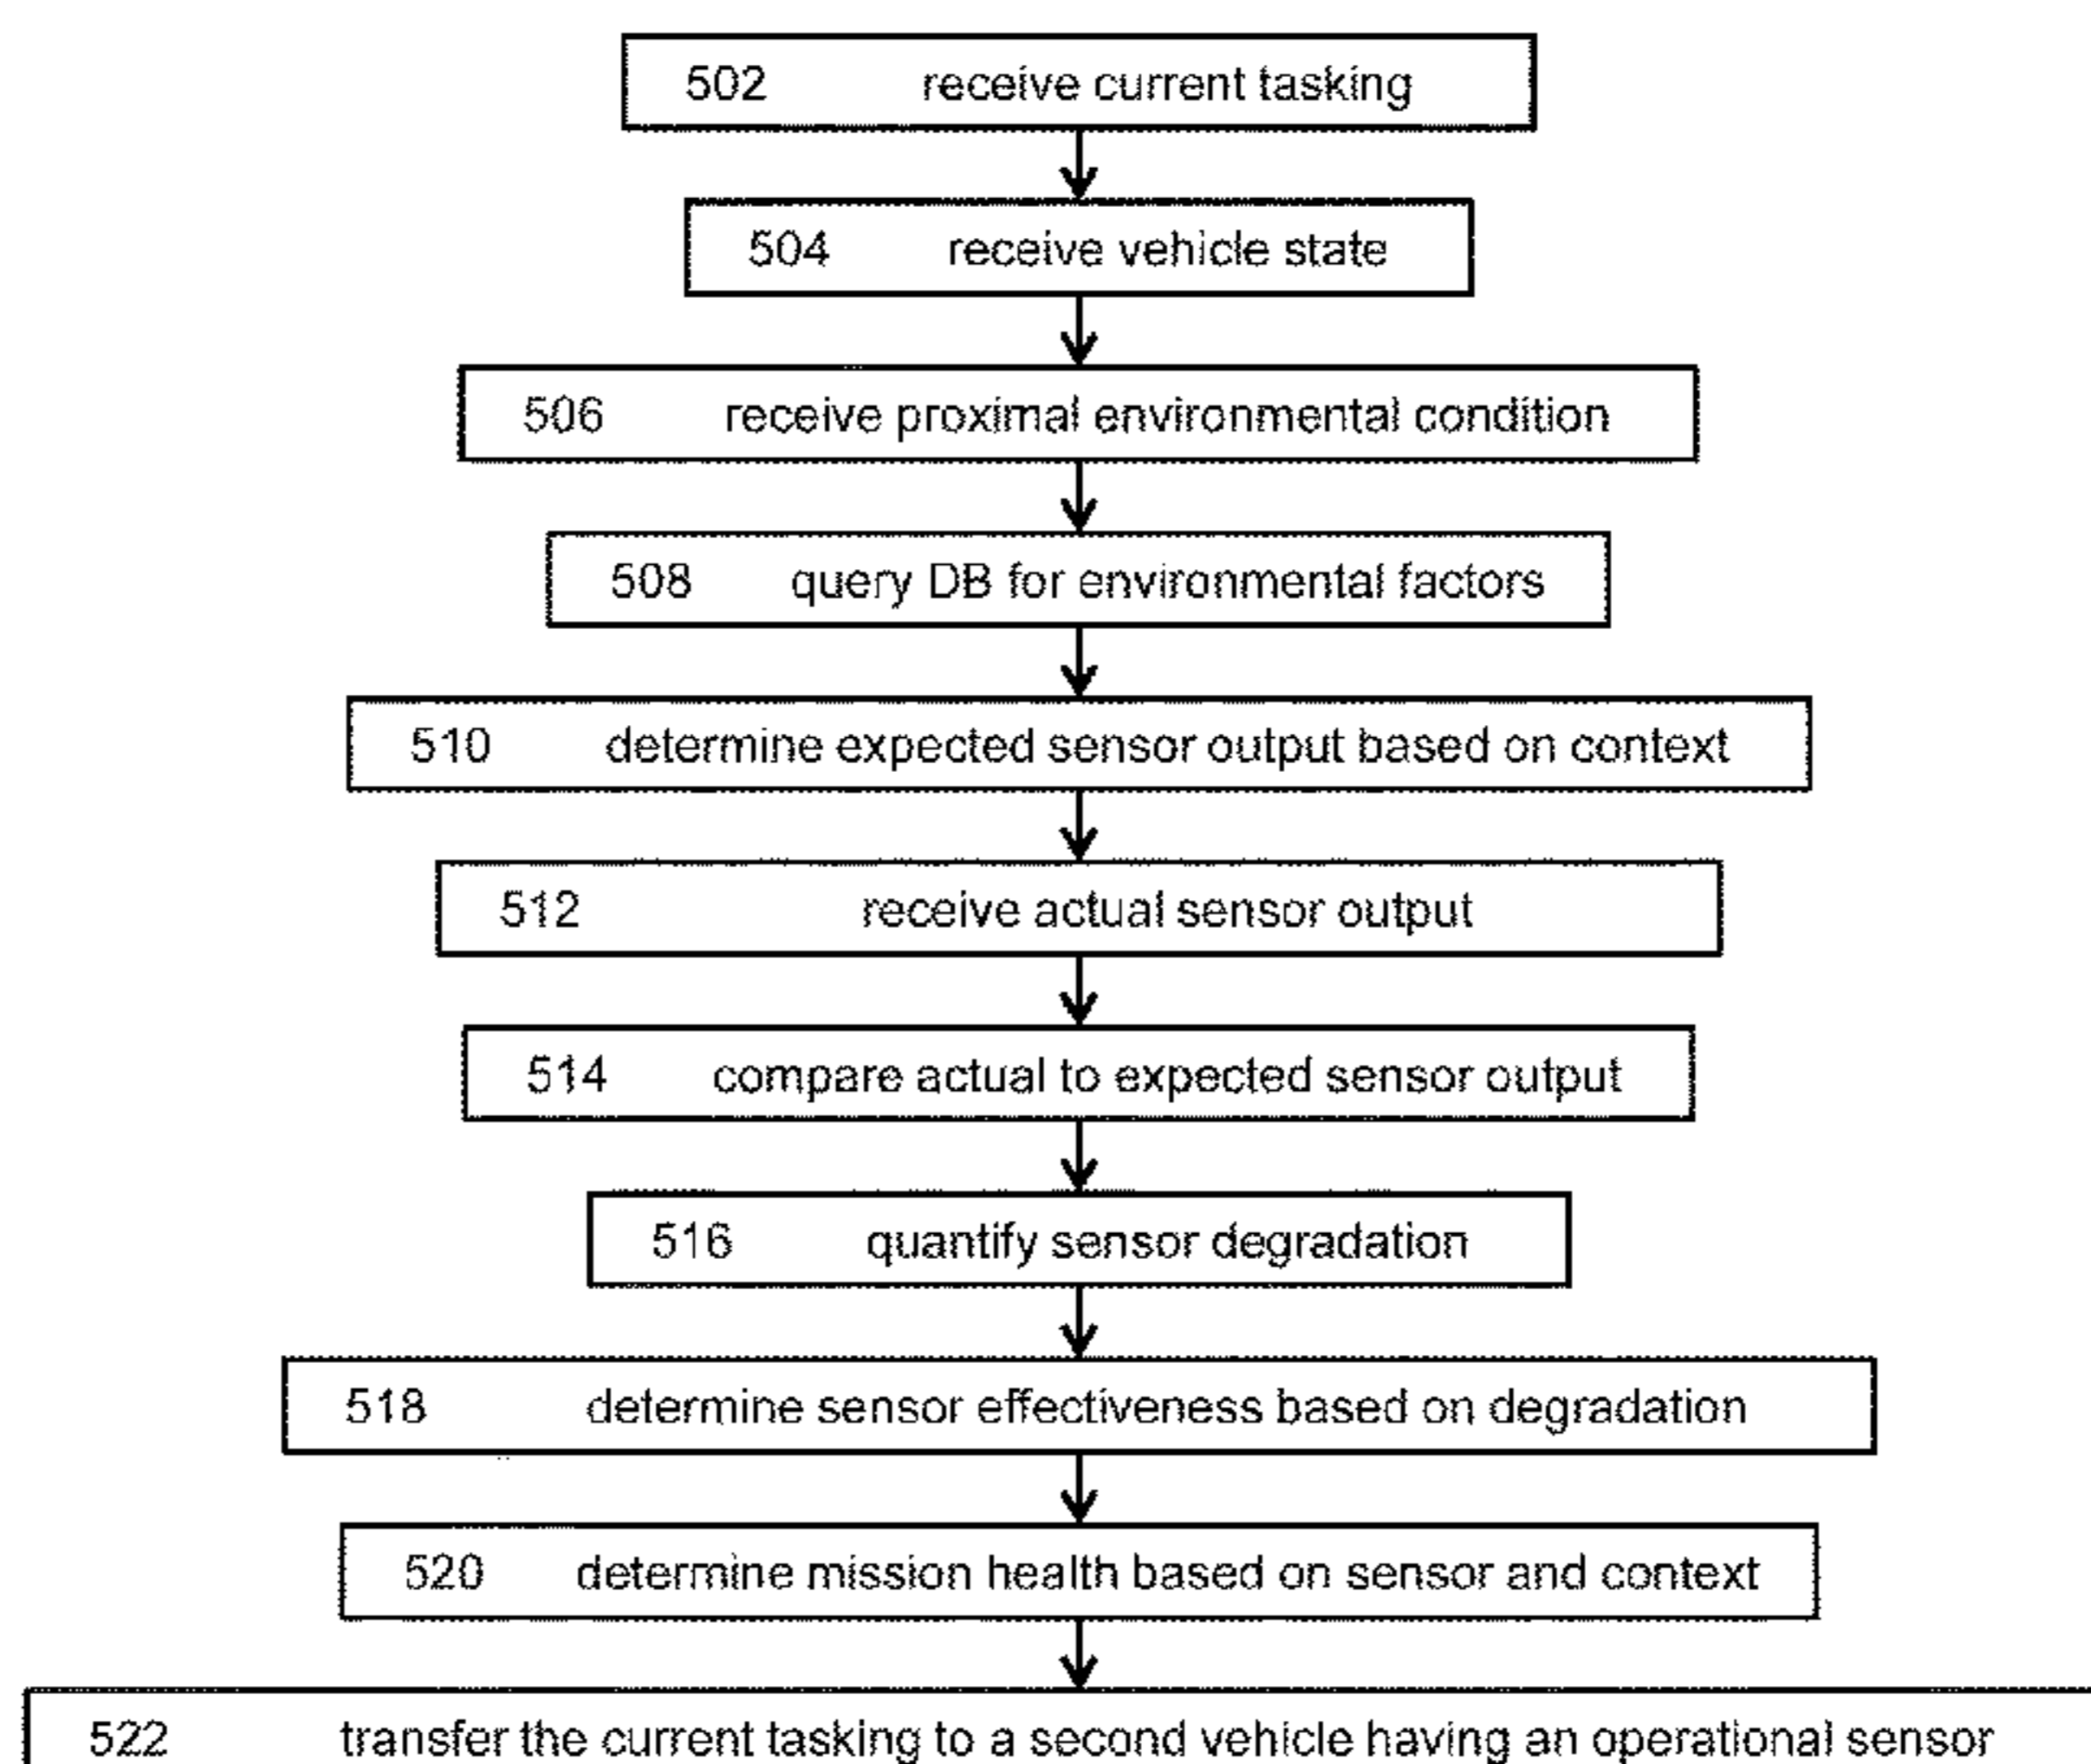 502 receive current tasking
504 receive vehicle state
506 receive proximal environmental condition
508 query DB for environmental factors
510 determine expected sensor output based on context
512 receive actual sensor output
514 compare actual to expected sensor output
516 quantify sensor degradation
518 determine sensor effectiveness based on degradation
520 determine mission health based on sensor and context
522 transfer the current tasking to a second vehicle having an operational sensor